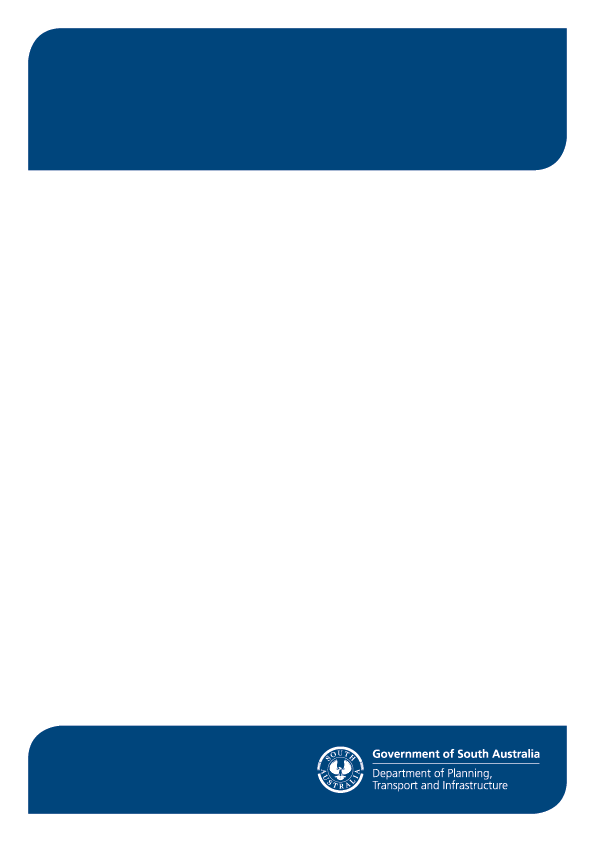 SOUTH
AUSTRALIA
Government of South Australia
Department of Planning,
Transport and Infrastructure